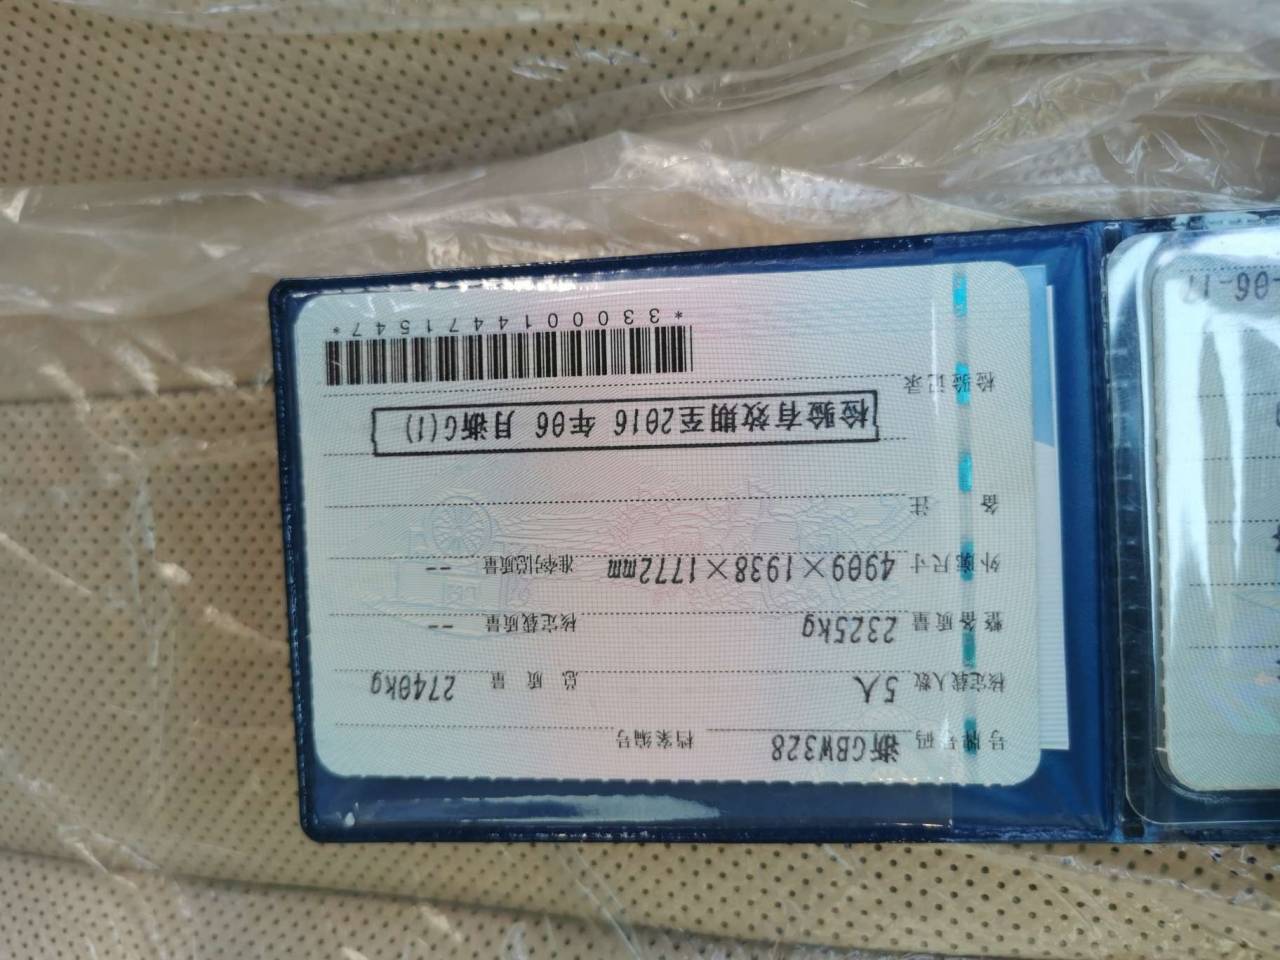 号牌号码 浙GBW328 档案编号
核定载人数 5人 总质量 2740kg
整备质量 2325kg 核定载质量 --
外廓尺寸 4909×1938×1772mm 准牵引总质量 --
备注
检验有效期至2016 年06 月浙G(1)
检验记录
*3300014471547*
-06-17